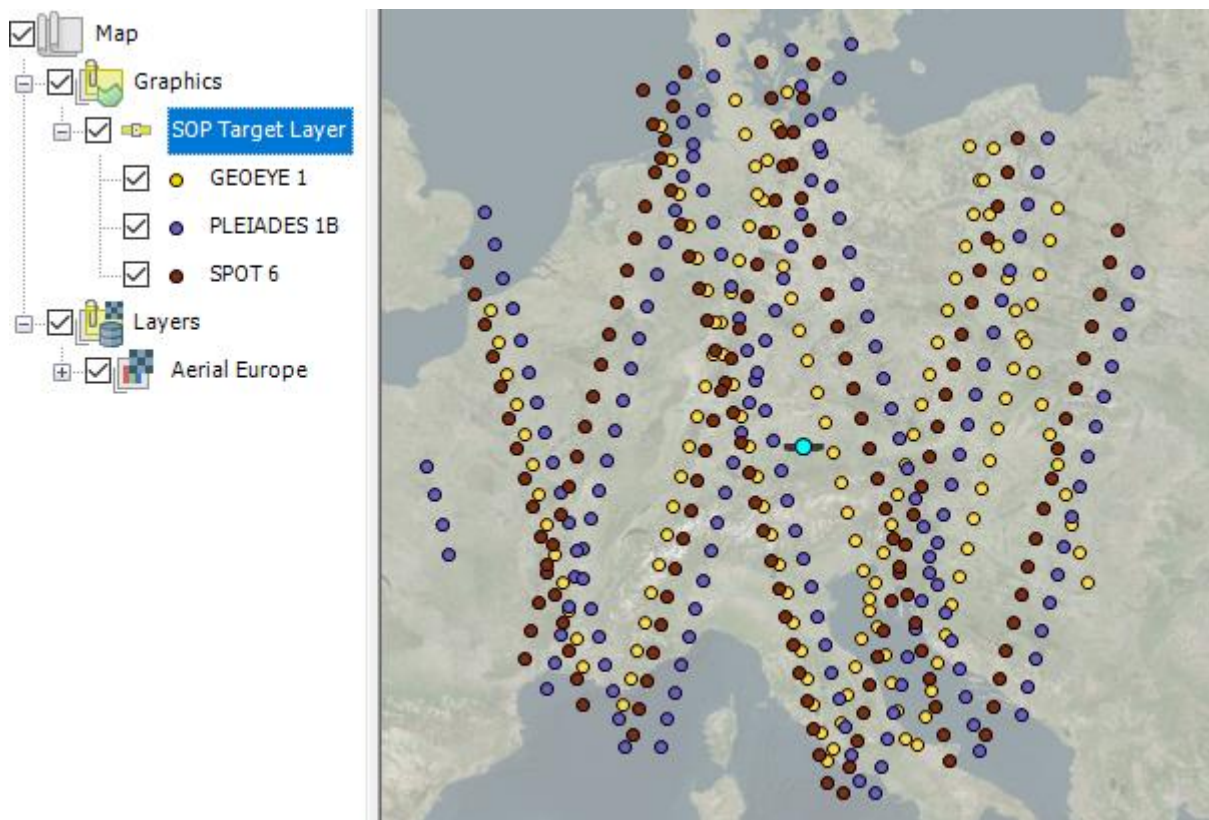 Map
Graphics
SOP Target Layer
GEOEYE 1
PLEIADES 1B
SPOT 6
Layers
Aerial Europe